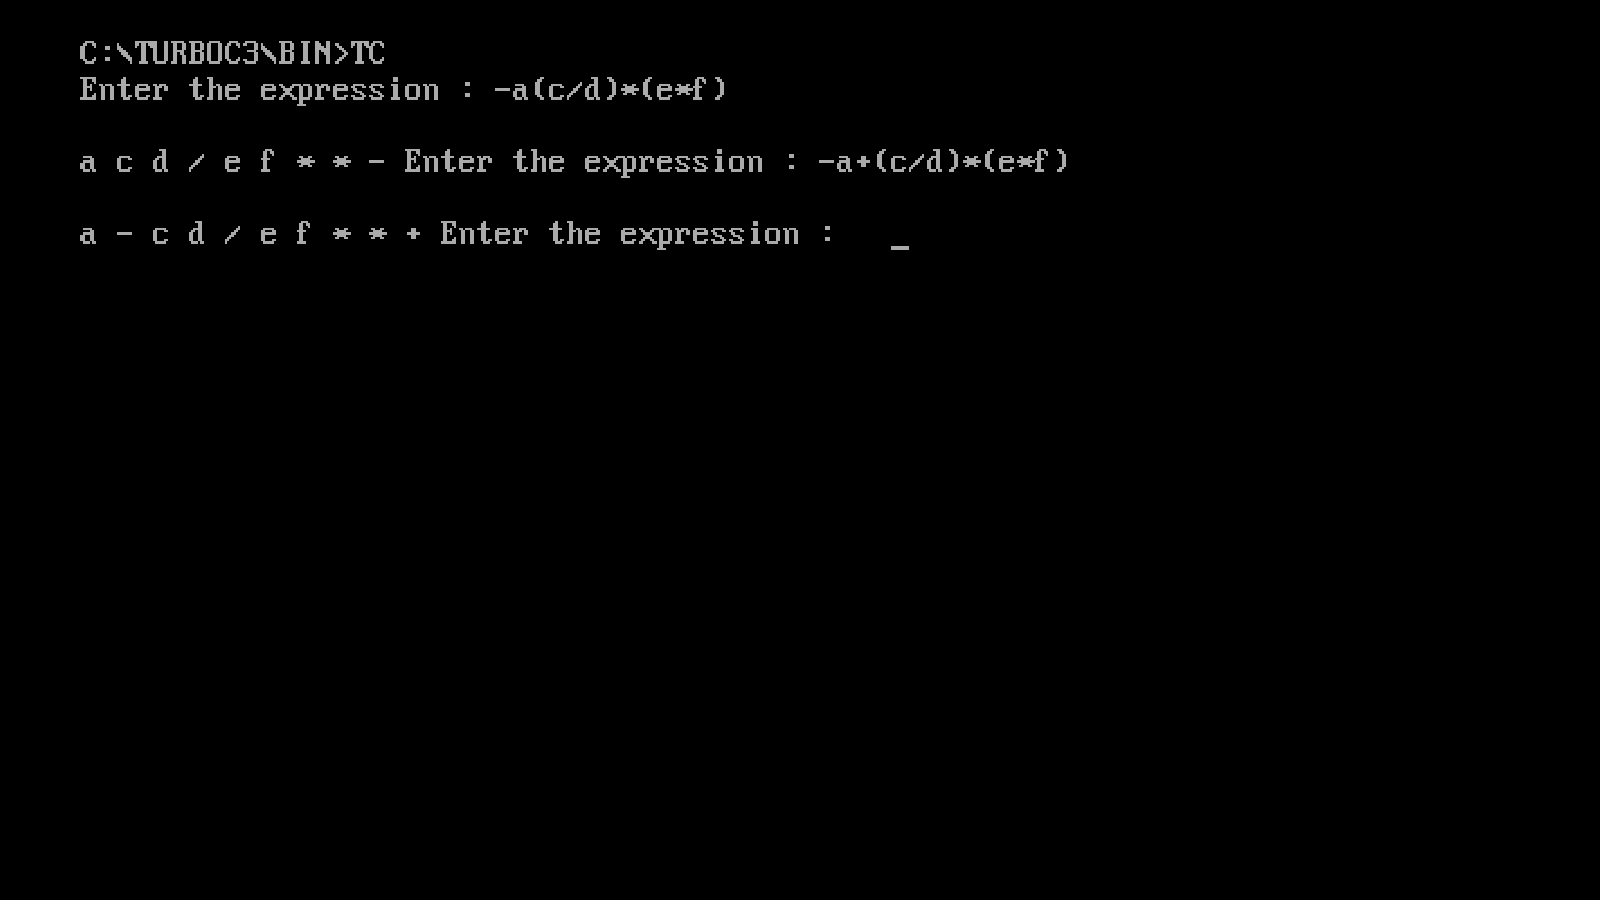 C:\TURBOC3\BIN>TC
Enter the expression : -a(c/d)*(e*f)
a c d / e f * * - Enter the expression : -a+(c/d)*(e*f)
a - c d / e f * * + Enter the expression :   _